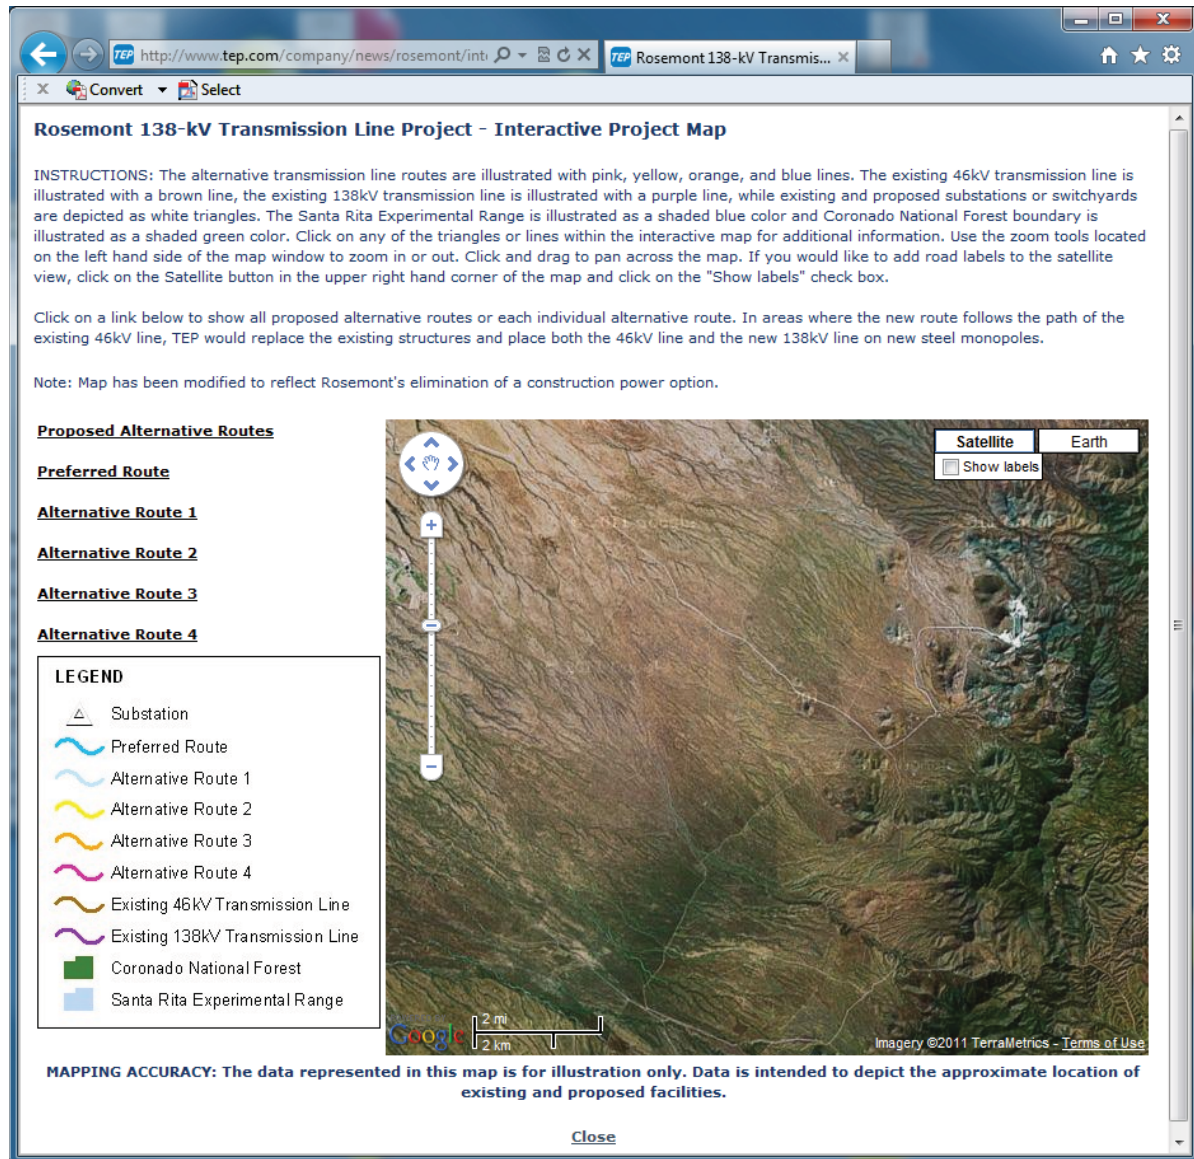 http://www.tep.com/company/news/rosemont/inte
TEP Rosemont 138-kV Transmis...
Convert Select
Rosemont 138-kV Transmission Line Project - Interactive Project Map
INSTRUCTIONS: The alternative transmission line routes are illustrated with pink, yellow, orange, and blue lines. The existing 46kV transmission line is
illustrated with a brown line, the existing 138kV transmission line is illustrated with a purple line, while existing and proposed substations or switchyards
are depicted as white triangles. The Santa Rita Experimental Range is illustrated as a shaded blue color and Coronado National Forest boundary is
illustrated as a shaded green color. Click on any of the triangles or lines within the interactive map for additional information. Use the zoom tools located
on the left hand side of the map window to zoom in or out. Click and drag to pan across the map. If you would like to add road labels to the satellite
view, click on the Satellite button in the upper right hand corner of the map and click on the "Show labels" check box.
Click on a link below to show all proposed alternative routes or each individual alternative route. In areas where the new route follows the path of the
existing 46kV line, TEP would replace the existing structures and place both the 46kV line and the new 138kV line on new steel monopoles.
Note: Map has been modified to reflect Rosemont's elimination of a construction power option.
Proposed Alternative Routes
Preferred Route
Alternative Route 1
Alternative Route 2
Alternative Route 3
Alternative Route 4
LEGEND
Substation
Preferred Route
Alternative Route 1
Alternative Route 2
Alternative Route 3
Alternative Route 4
Existing 46kV Transmission Line
Existing 138kV Transmission Line
Coronado National Forest
Santa Rita Experimental Range
Satellite Earth
Show labels
Google
2 mi
2 km
Imagery ©2011 TerraMetrics - Terms of Use
MAPPING ACCURACY: The data represented in this map is for illustration only. Data is intended to depict the approximate location of
existing and proposed facilities.
Close